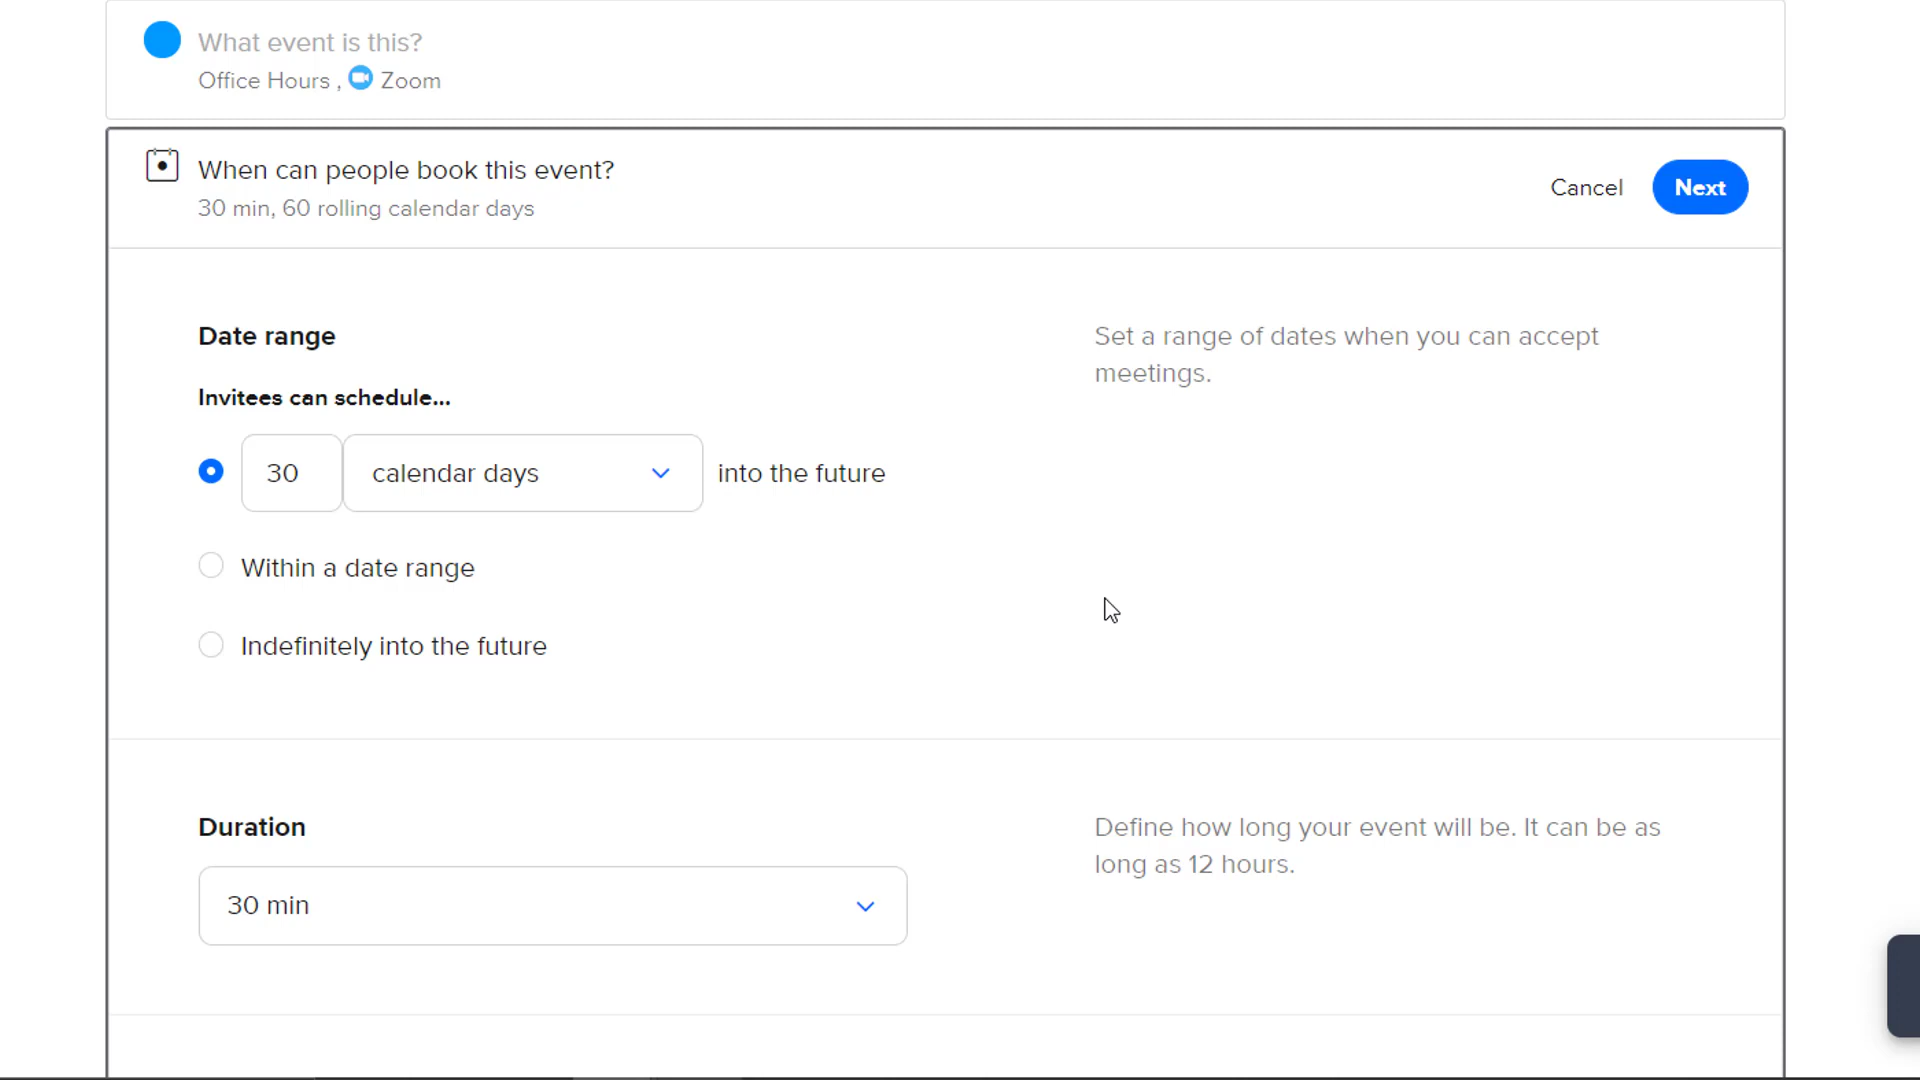 What event is this?
Office Hours , Zoom
When can people book this event?
30 min, 60 rolling calendar days
Cancel
Next
Date range
Set a range of dates when you can accept
meetings.
Invitees can schedule...
30 calendar days into the future
Within a date range
Indefinitely into the future
Duration
Define how long your event will be. It can be as
long as 12 hours.
30 min